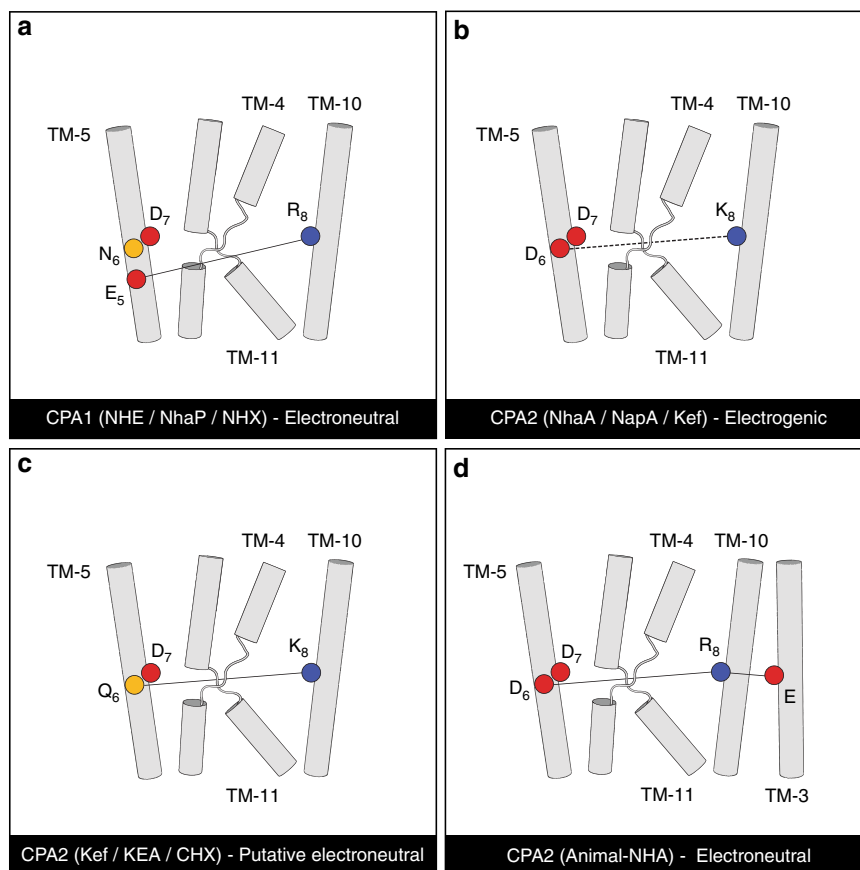 a
TM-4 TM-10
TM-5
D7
N6
E5
R8
TM-11
CPA1 (NHE / NhaP / NHX) - Electroneutral
b
TM-4 TM-10
TM-5
D7
D6
K8
TM-11
CPA2 (NhaA / NapA / Kef) - Electrogenic
c
TM-4 TM-10
TM-5
D7
Q6
K8
TM-11
CPA2 (Kef / KEA / CHX) - Putative electroneutral
d
TM-4 TM-10
TM-5
D7
D6
R8
E
TM-11 TM-3
CPA2 (Animal-NHA) - Electroneutral